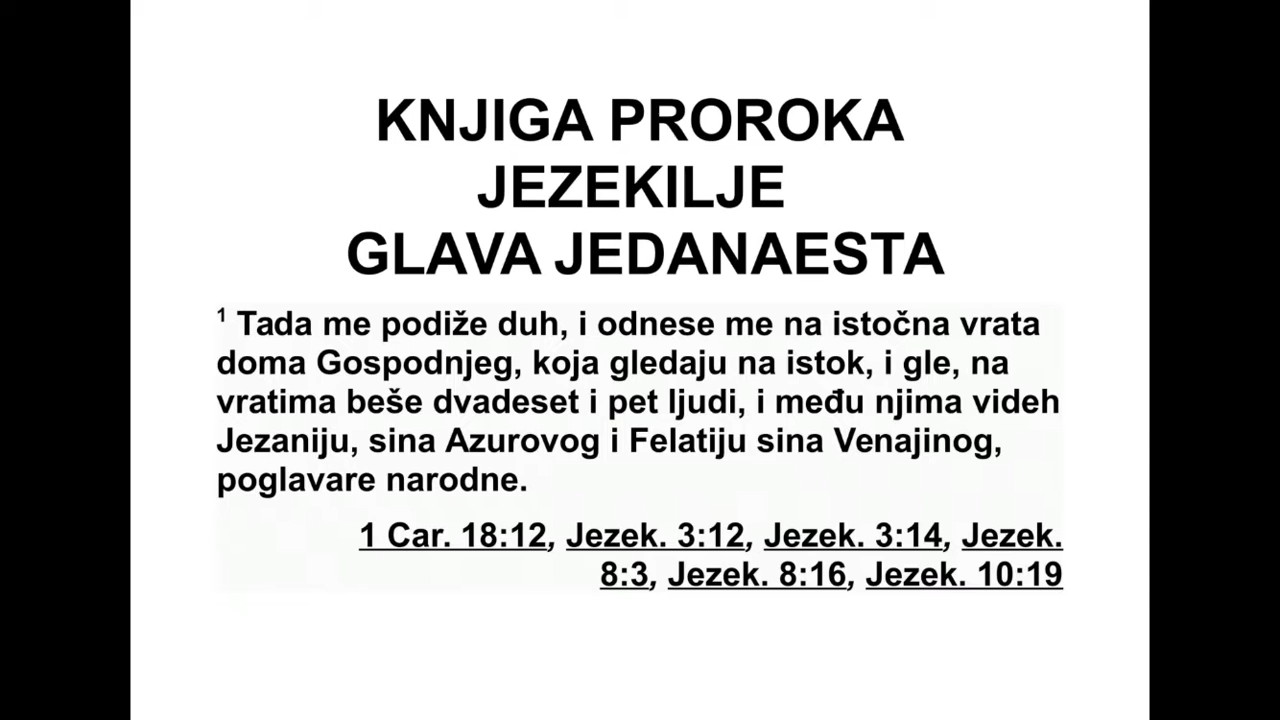 KNJIGA PROROKA
JEZEKILJE
GLAVA JEDANAESTA
¹ Tada me podiže duh, i odnese me na istočna vrata
doma Gospodnjeg, koja gledaju na istok, i gle, na
vratima beše dvadeset i pet ljudi, i među njima videh
Jezaniju, sina Azurovog i Felatiju sina Venajinog,
poglavare narodne.
1 Car. 18:12, Jezek. 3:12, Jezek. 3:14, Jezek.
8:3, Jezek. 8:16, Jezek. 10:19